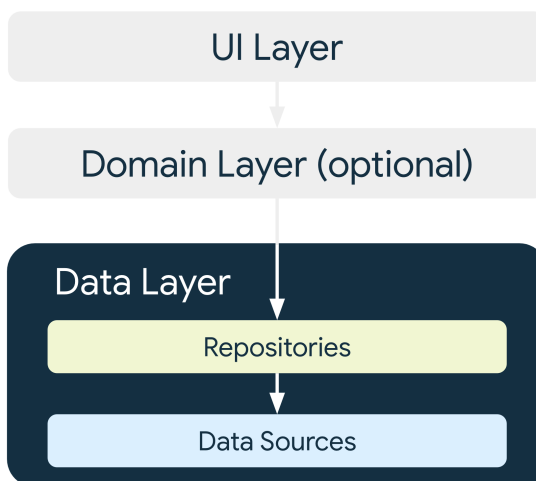 UI Layer
Domain Layer (optional)
Data Layer
Repositories
Data Sources